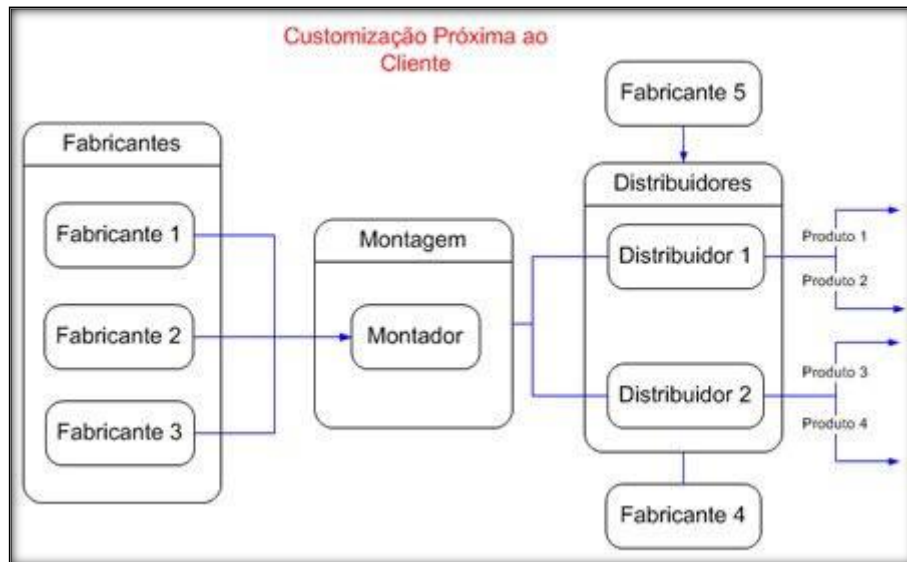 Customização Próxima ao
Cliente
Fabricantes
Fabricante 1
Fabricante 2
Fabricante 3
Montagem
Montador
Fabricante 5
Distribuidores
Distribuidor 1
Distribuidor 2
Fabricante 4
Produto 1
Produto 2
Produto 3
Produto 4